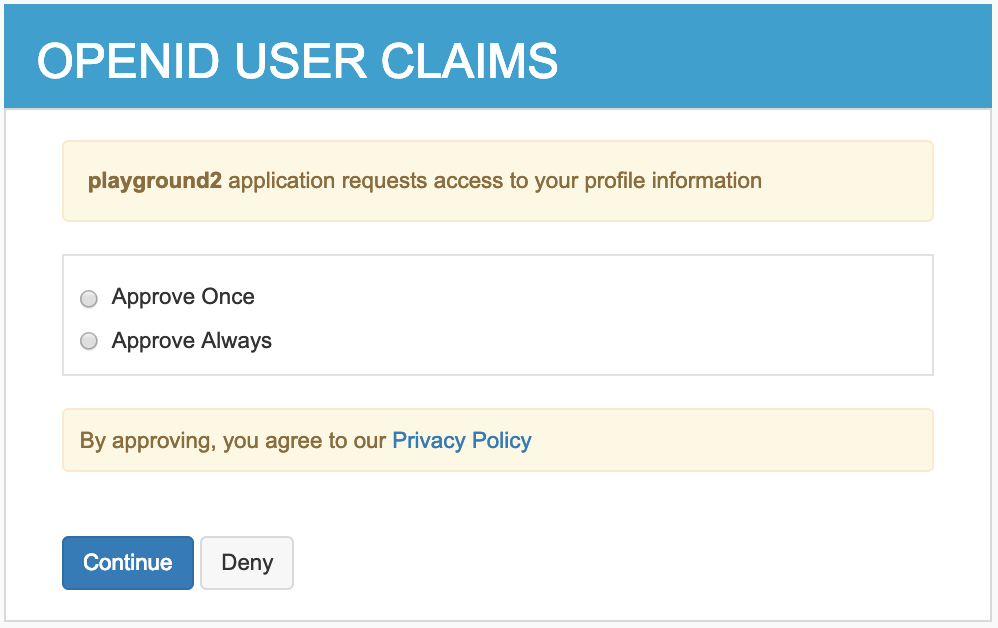 OPENID USER CLAIMS
playground2 application requests access to your profile information
Approve Once
Approve Always
By approving, you agree to our Privacy Policy
Continue Deny